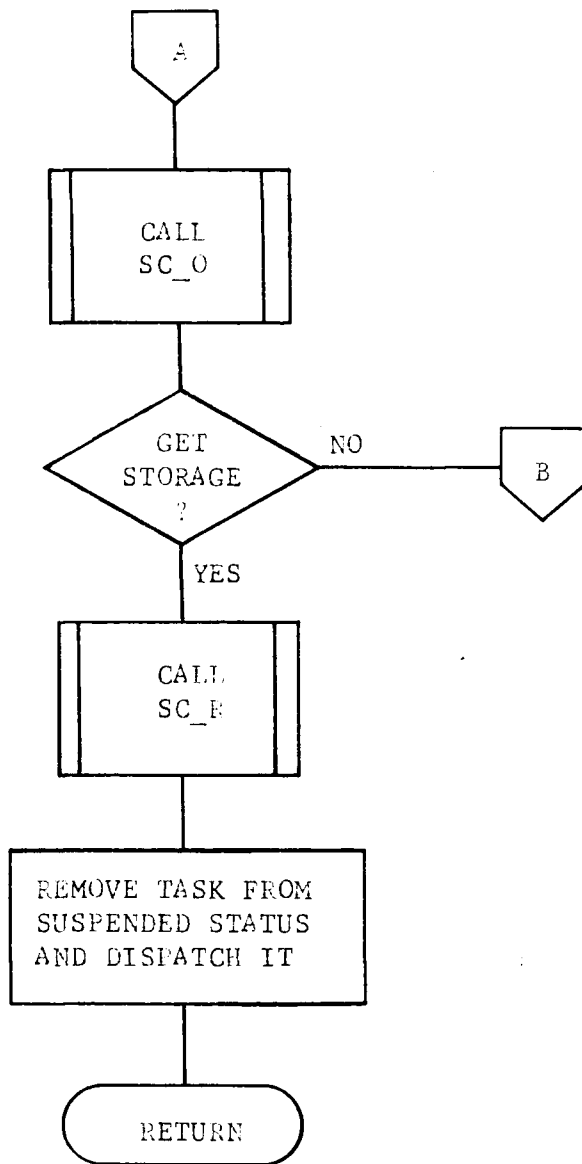 A
CALL
SC_O
GET
STORAGE
?
NO
B
YES
CALL
REMOVE TASK FROM
SUSPENDED STATUS
AND DISPATCH IT
RETURN